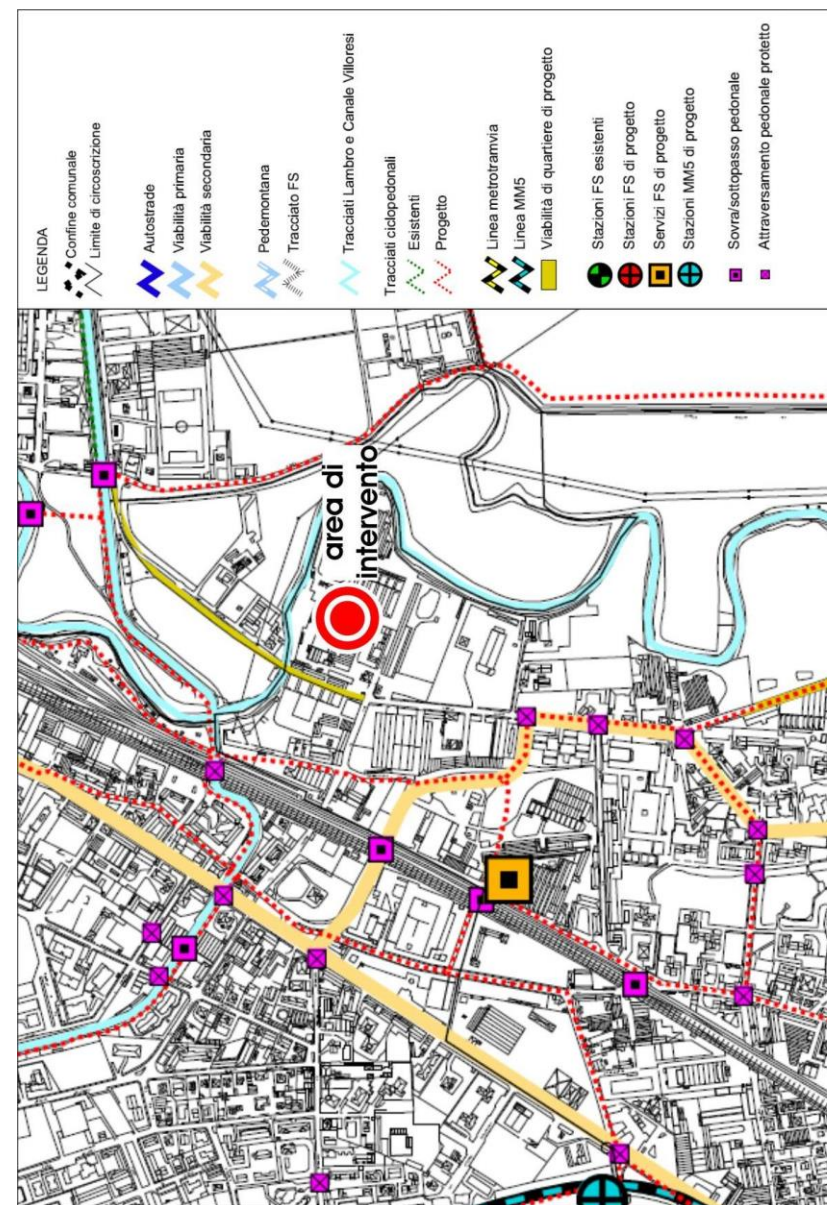 LEGENDA
Confine comunale
Limite di circoscrizione
Autostrade
Viabilità primaria
Viabilità secondaria
Pedemontana
Tracciato FS
Tracciati Lambro e Canale Villoresi
Tracciati ciclopedonali
Esistenti
Progetto
Linea metrotramvia
Linea MM5
Viabilità di quartiere di progetto
Stazioni FS esistenti
Stazioni FS di progetto
Servizi FS di progetto
Stazioni MM5 di progetto
Sovra/sottopasso pedonale
Attraversamento pedonale protetto
area di
intervento